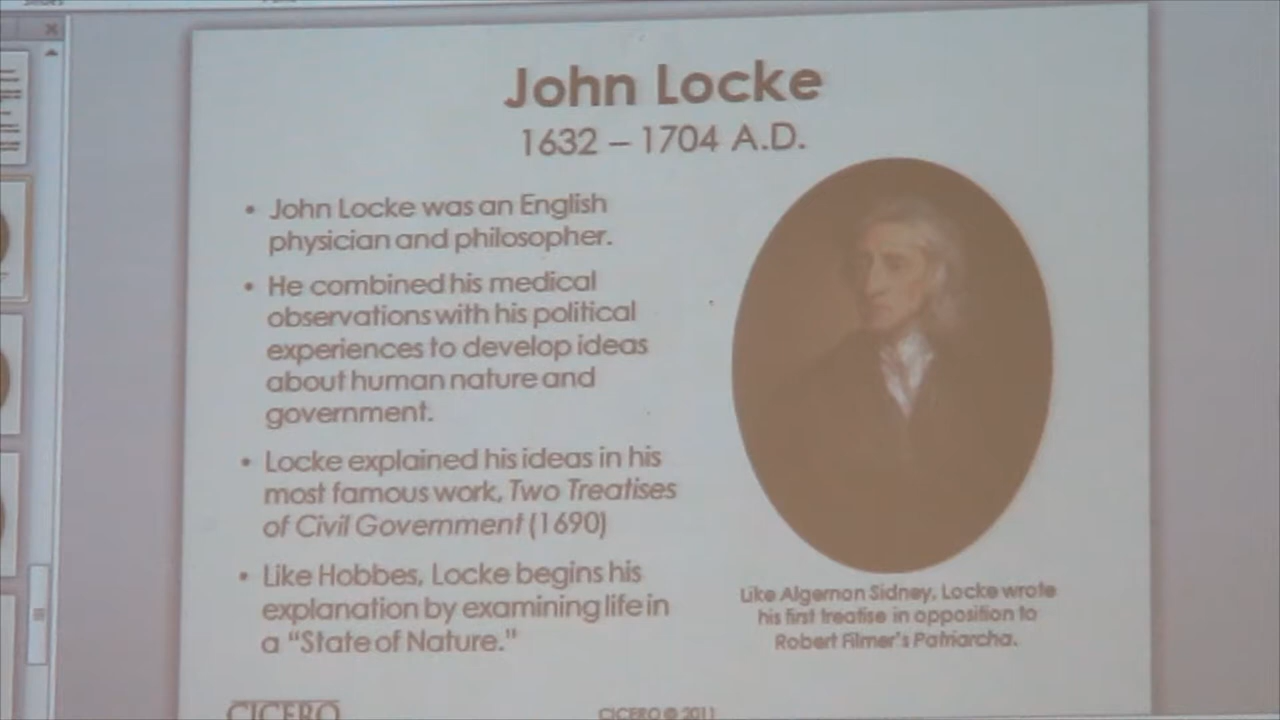 John Locke
1632 – 1704 A.D.
• John Locke was an English
physician and philosopher.
• He combined his medical
observations with his political
experiences to develop ideas
about human nature and
government.
• Locke explained his ideas in his
most famous work, Two Treatises
of Civil Government (1690)
• Like Hobbes, Locke begins his
explanation by examining life in
a "State of Nature."
Like Algernon Sidney, Locke wrote
his first treatise in opposition to
Robert Filmer's Patriarcha.
CICERO
CICERO © 2011